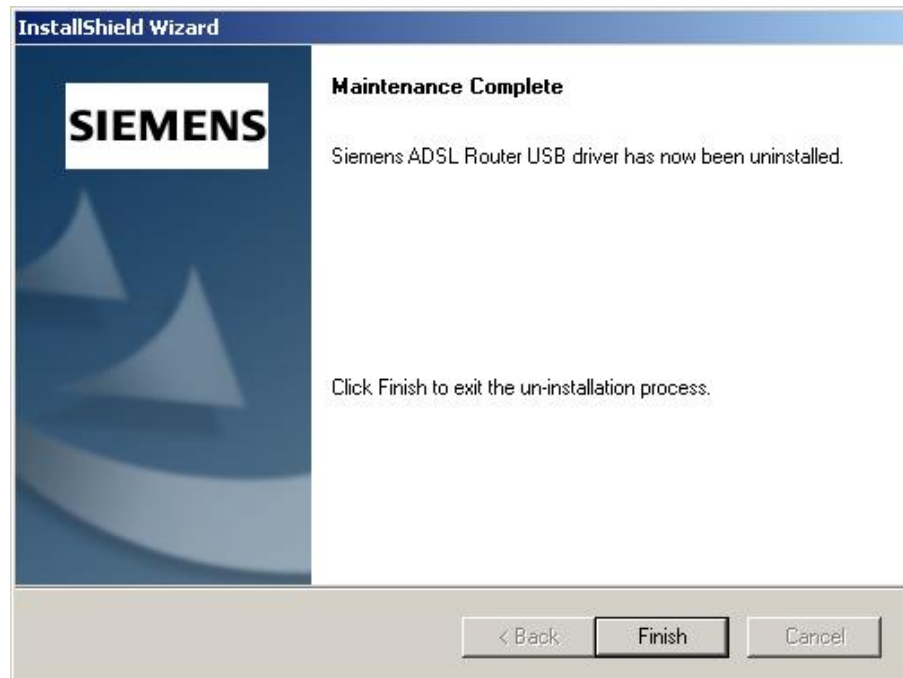 InstallShield Wizard
SIEMENS
Maintenance Complete
Siemens ADSL Router USB driver has now been uninstalled.
Click Finish to exit the un-installation process.
< Back Finish Cancel